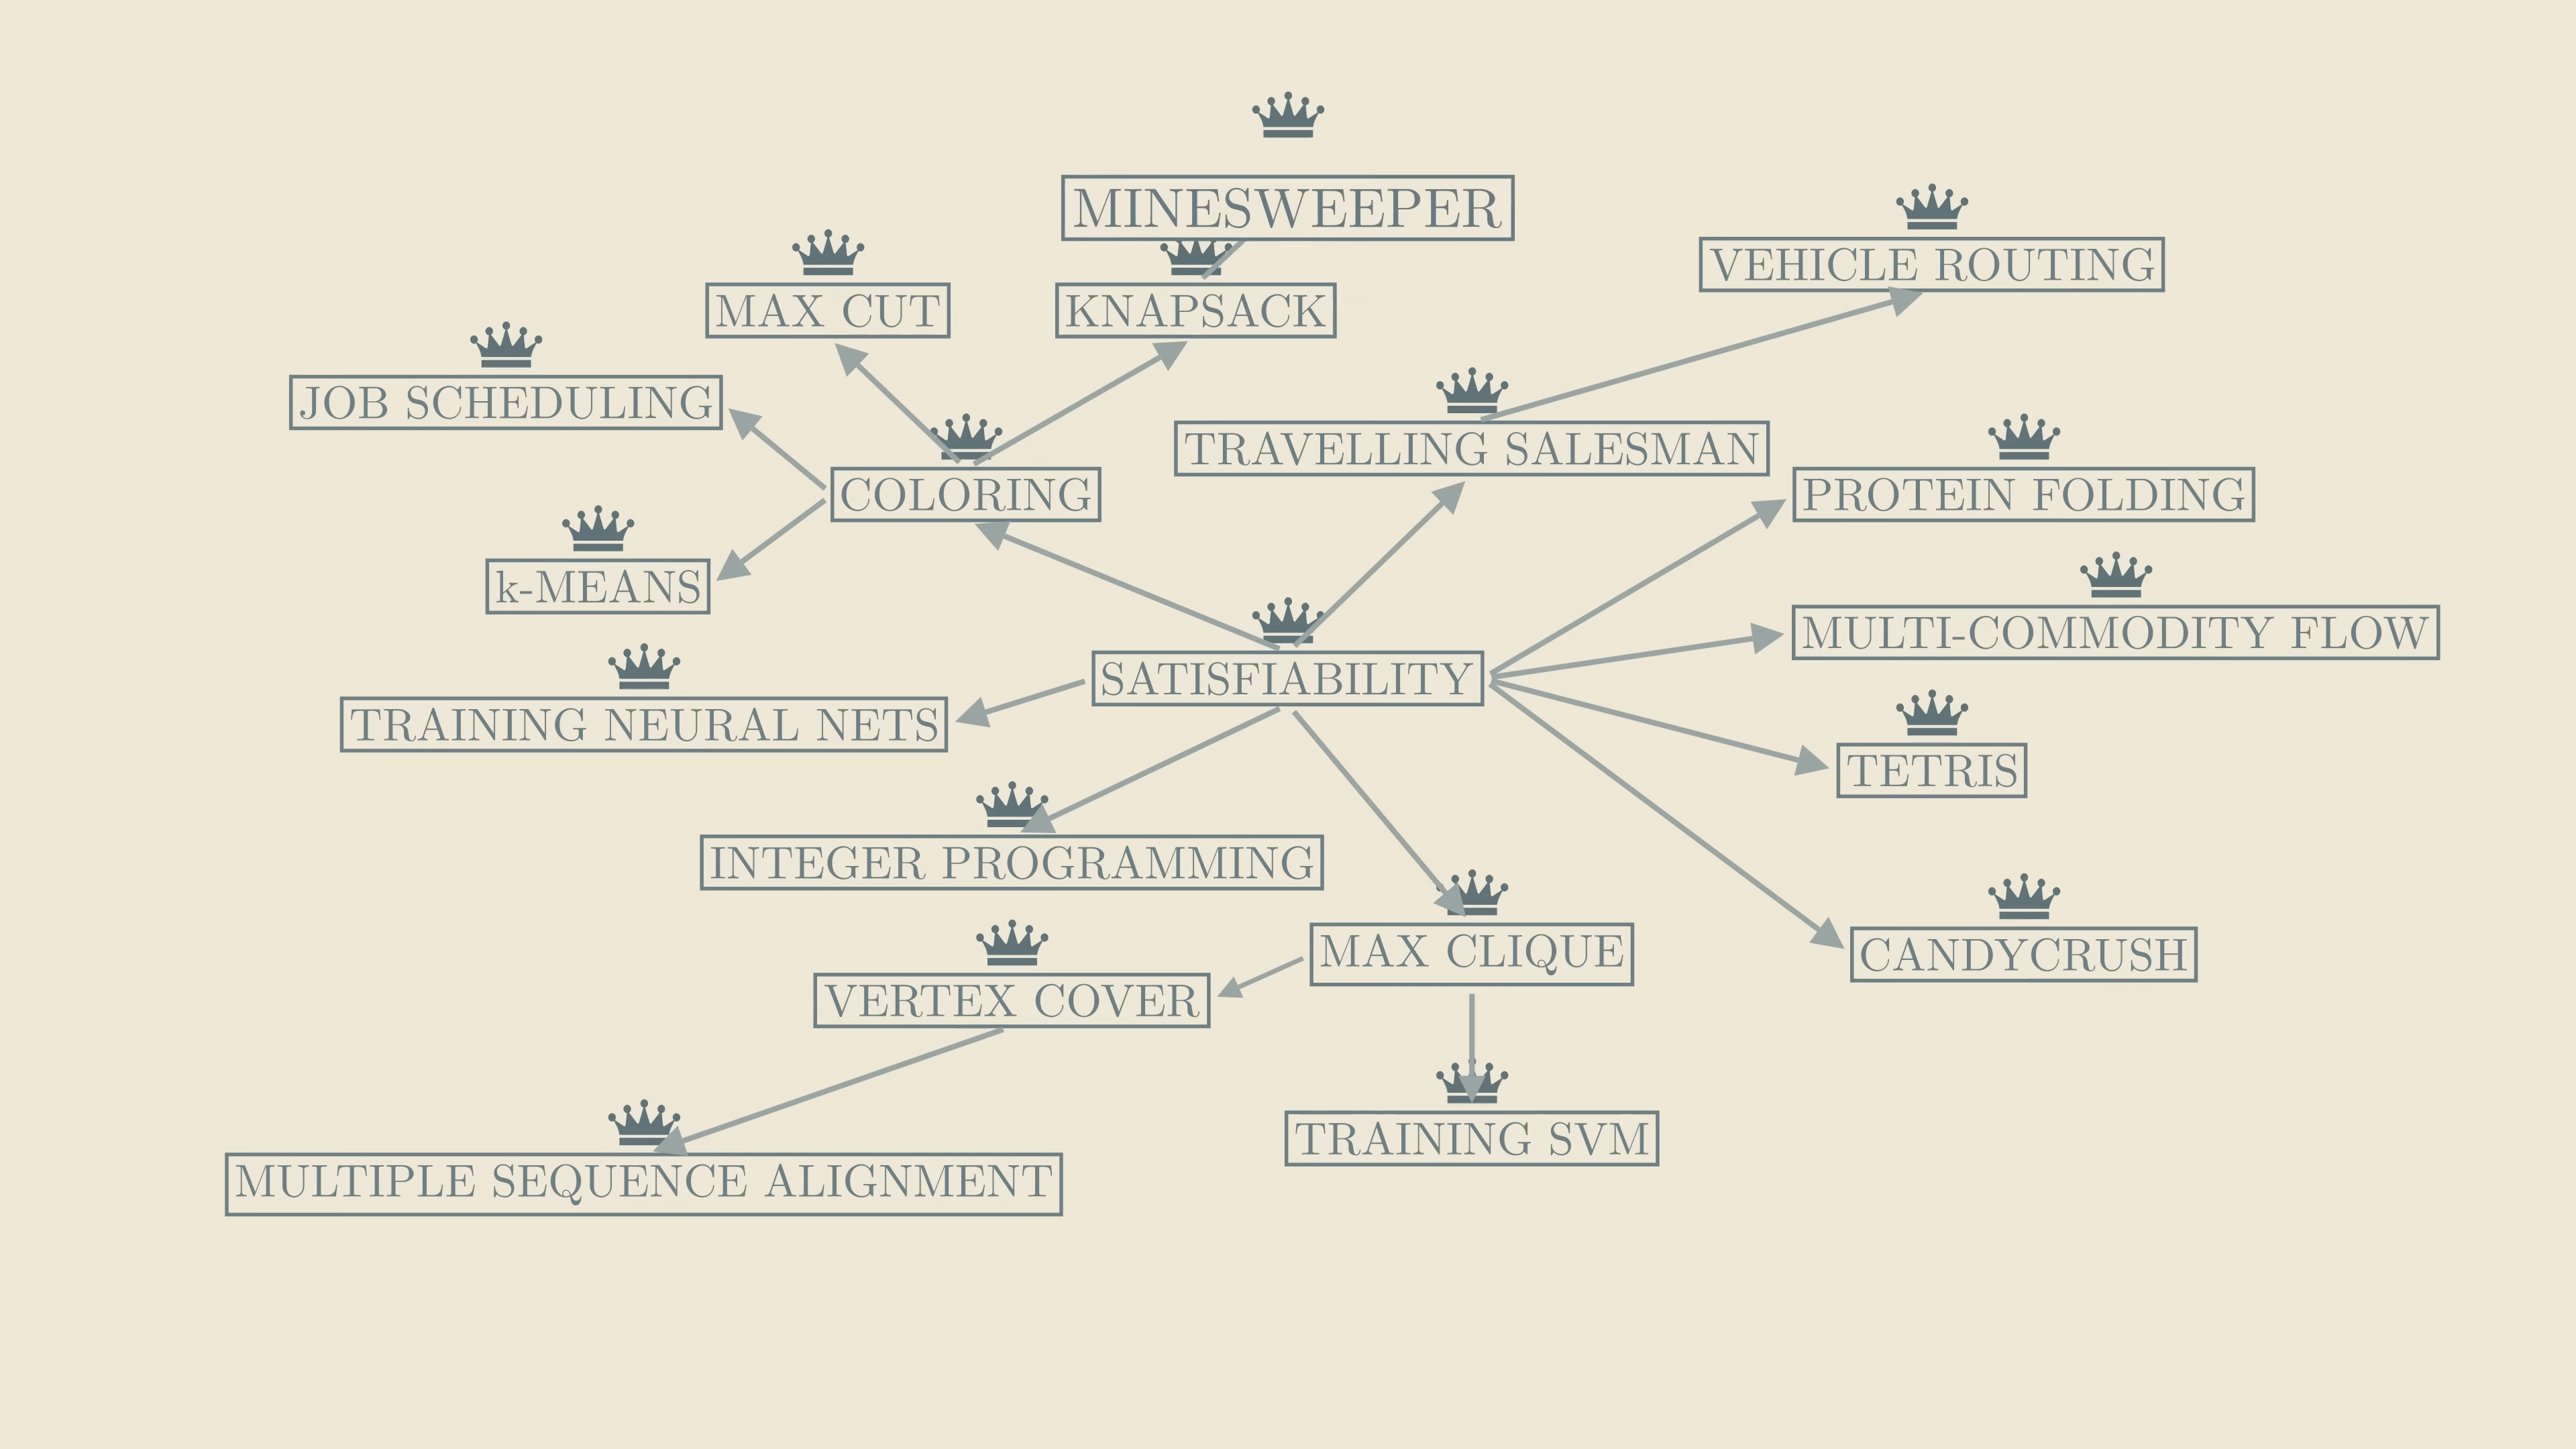 MINESWEEPER
VEHICLE ROUTING
MAX CUT
KNAPSACK
JOB SCHEDULING
TRAVELLING SALESMAN
COLORING
PROTEIN FOLDING
k-MEANS
MULTI-COMMODITY FLOW
SATISFIABILITY
TRAINING NEURAL NETS
TETRIS
INTEGER PROGRAMMING
MAX CLIQUE
CANDYCRUSH
VERTEX COVER
TRAINING SVM
MULTIPLE SEQUENCE ALIGNMENT